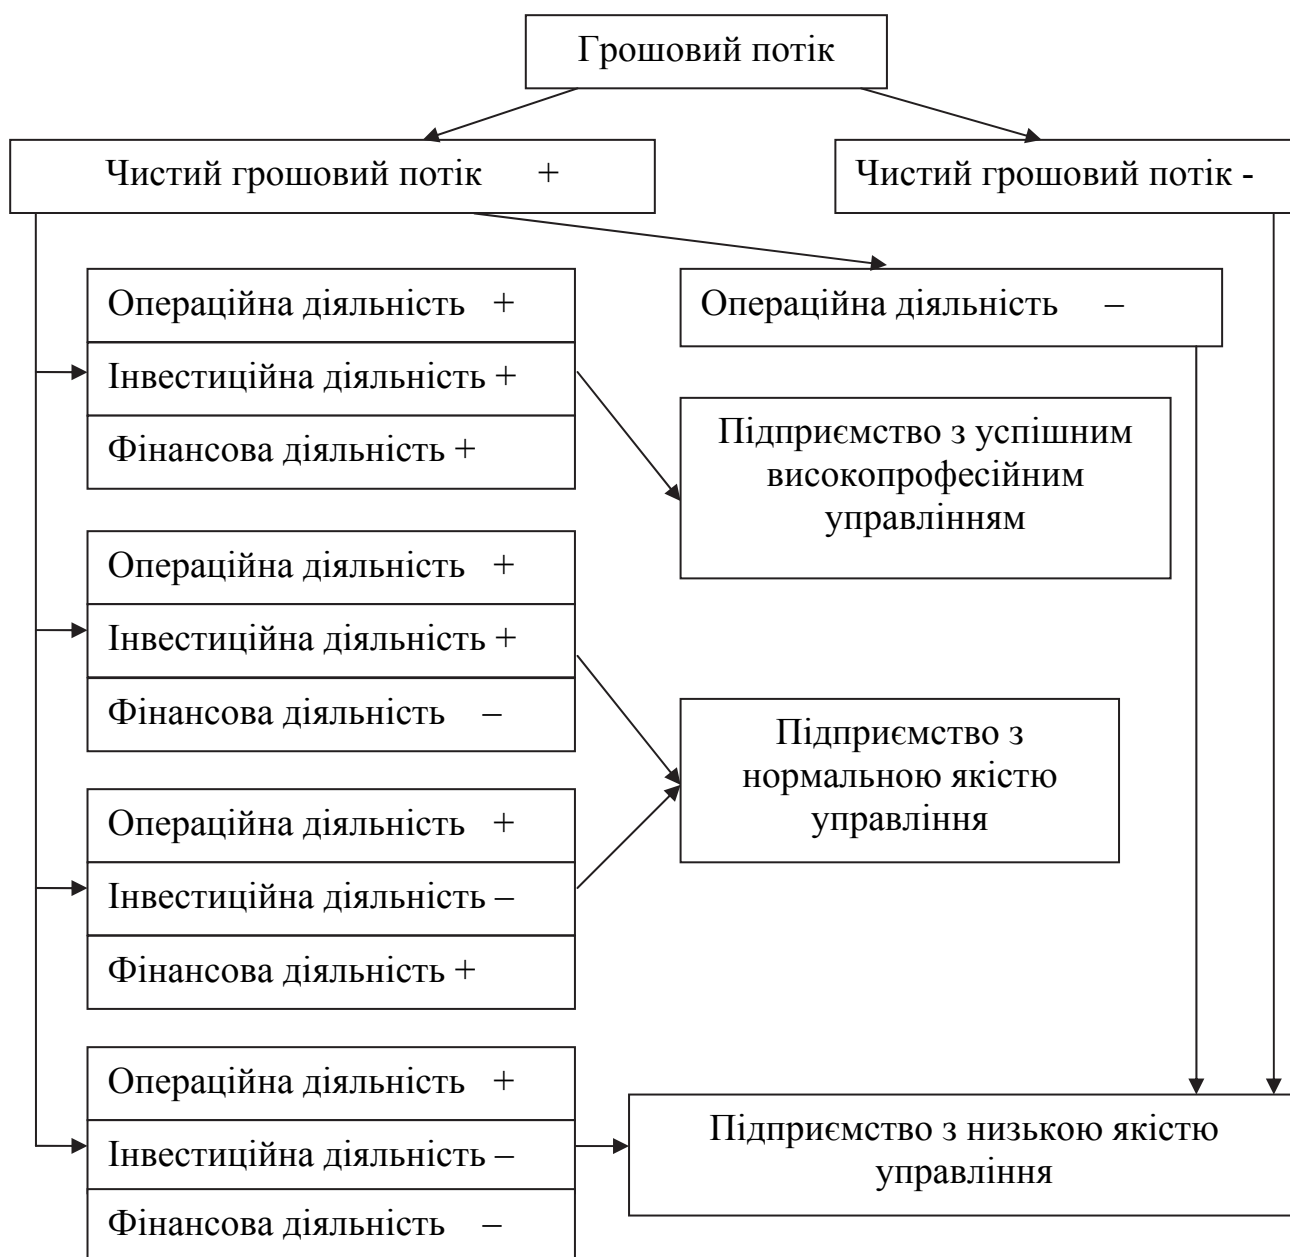 Грошовий потік
Чистий грошовий потік +
Чистий грошовий потік -
Операційна діяльність +
Інвестиційна діяльність +
Фінансова діяльність +
Операційна діяльність –
Підприємство з успішним
високопрофесійним
управлінням
Операційна діяльність +
Інвестиційна діяльність +
Фінансова діяльність –
Підприємство з
нормальною якістю
управління
Операційна діяльність +
Інвестиційна діяльність –
Фінансова діяльність +
Операційна діяльність +
Інвестиційна діяльність –
Фінансова діяльність –
Підприємство з низькою якістю
управління